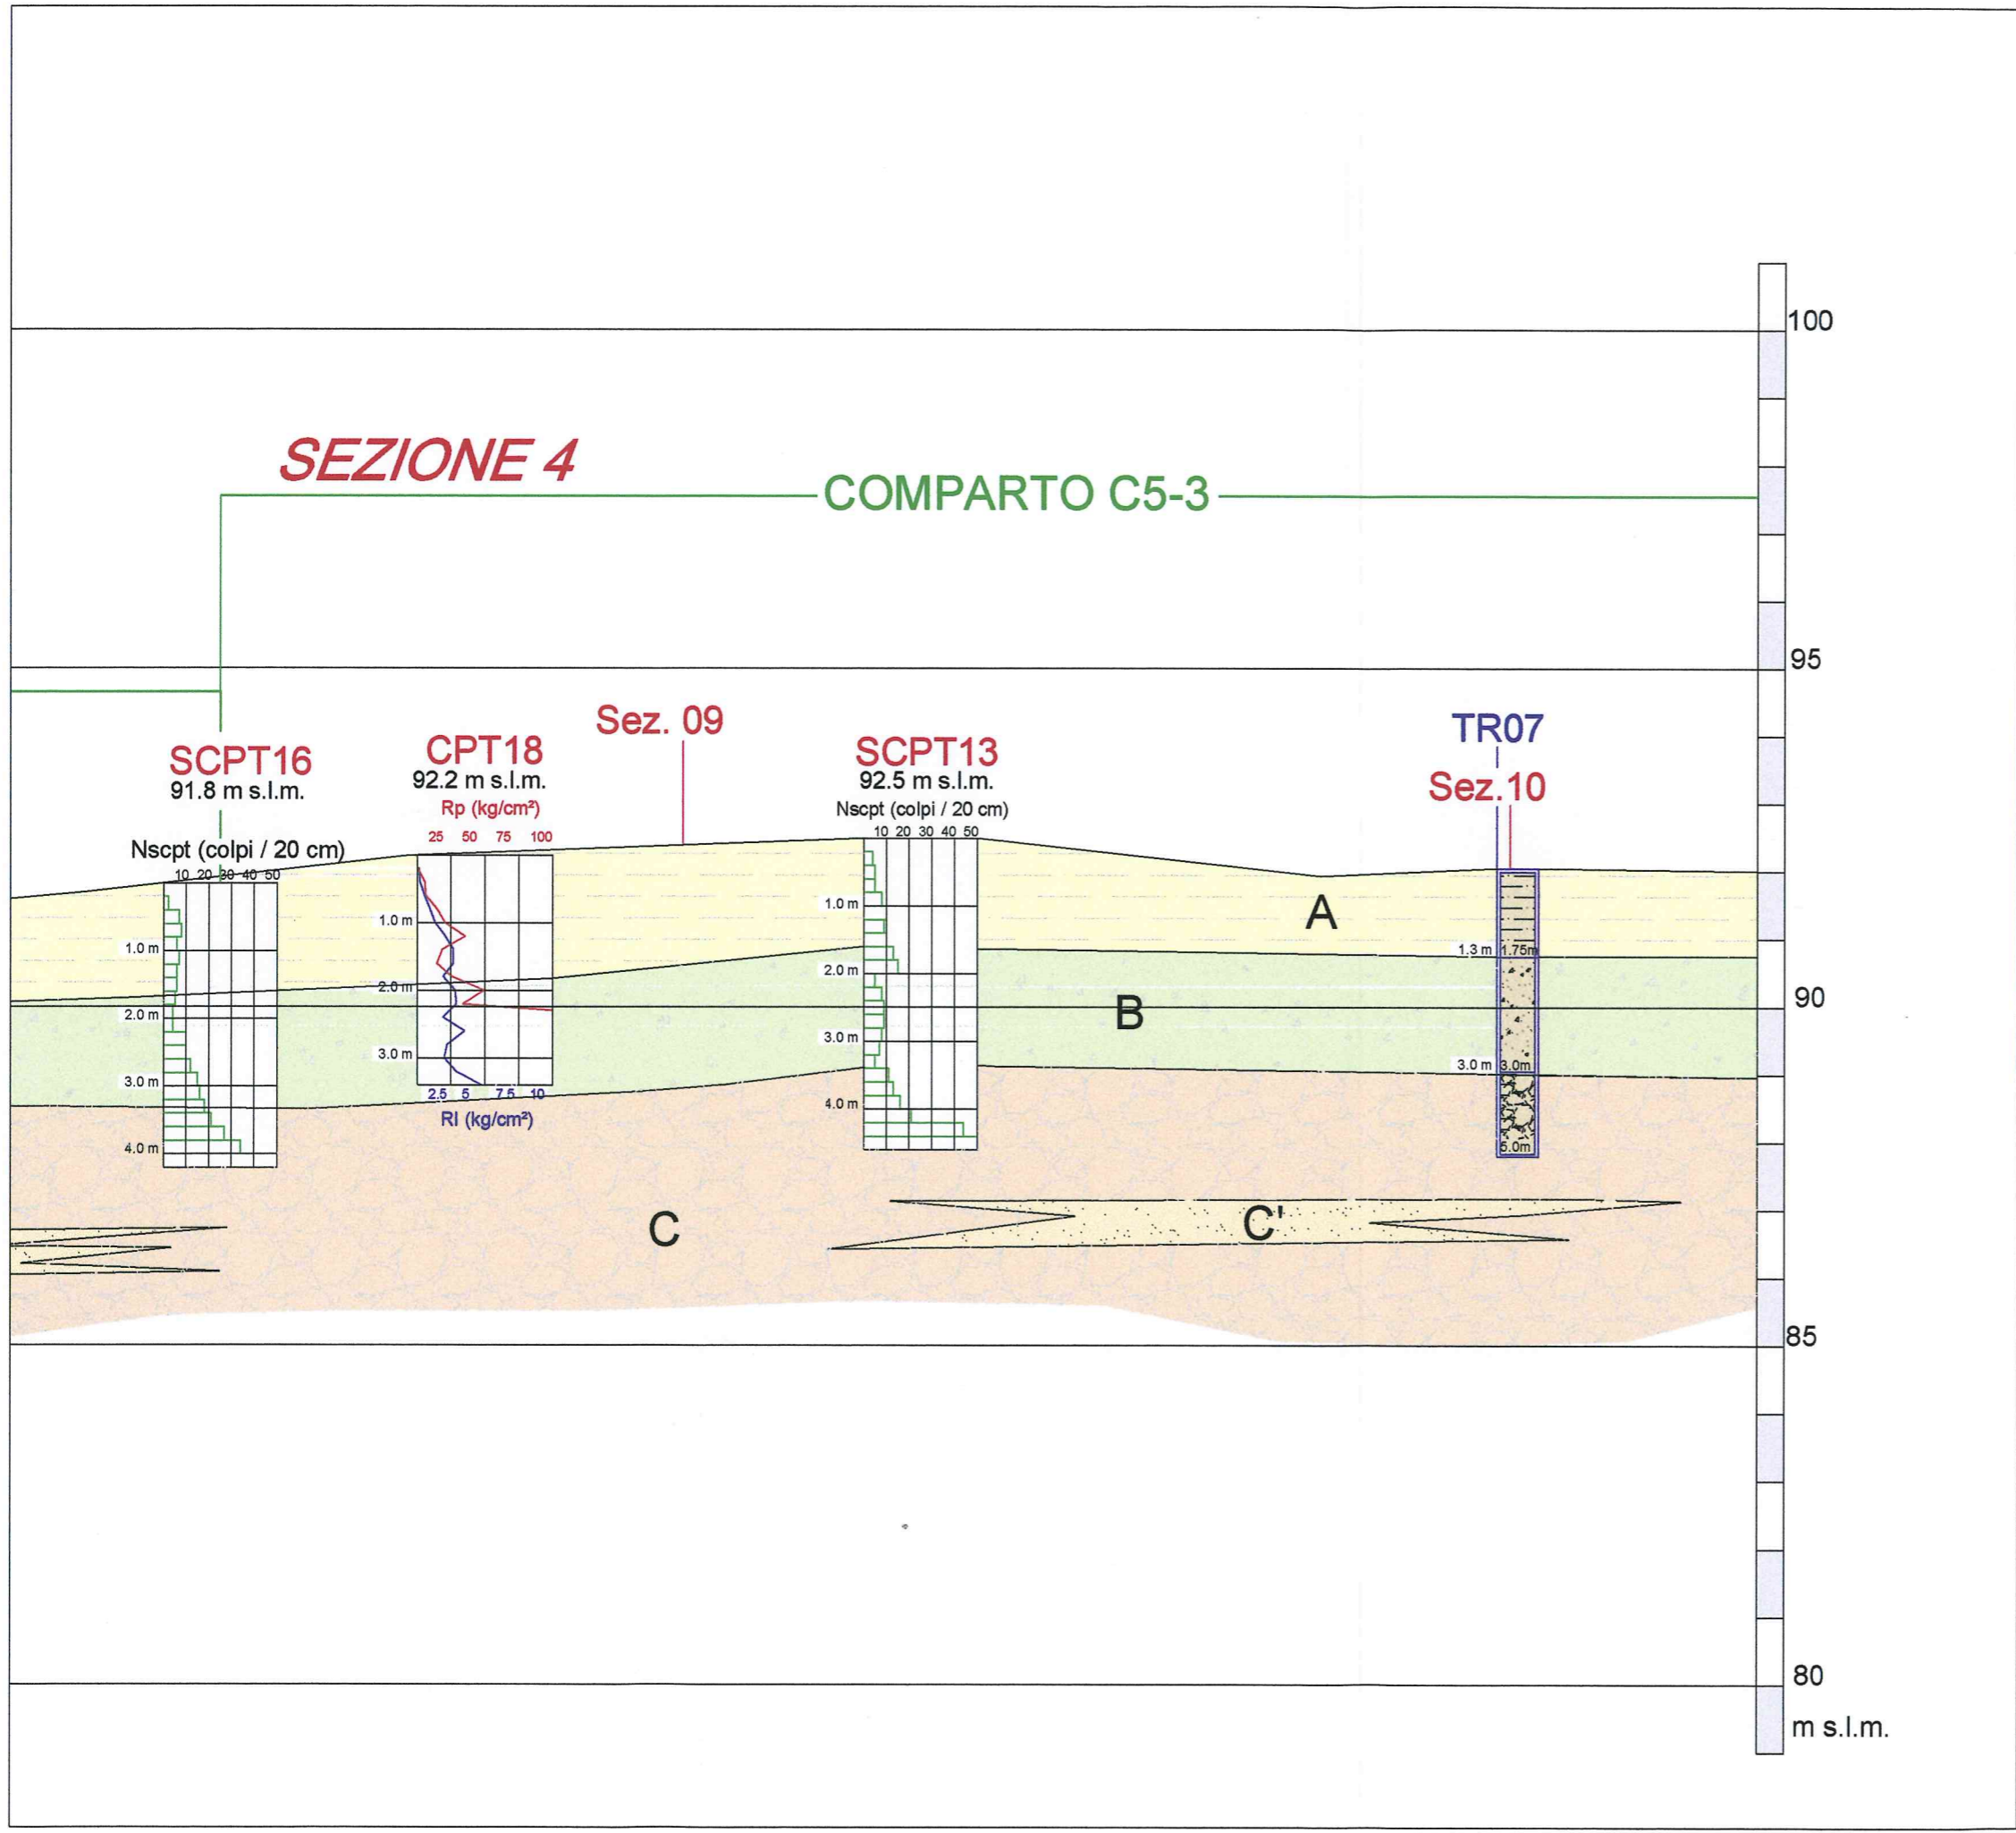 100
SEZIONE 4
COMPARTO C5-3
95
Sez. 09
TR07
SCPT16
91.8 m s.l.m.
CPT18
92.2 m s.l.m.
Rp (kg/cm²)
25 50 75 100
SCPT13
92.5 m s.l.m.
Nscpt (colpi / 20 cm)
10 20 30 40 50
Sez.10
Nscpt (colpi / 20 cm)
10 20 30 40 50
1.0 m
2.0 m
3.0 m
4.0 m
1.0 m
2.0 m
3.0 m
2.5 5 7.5 10
Rl (kg/cm²)
1.0 m
2.0 m
3.0 m
4.0 m
A
1.3 m 1.75m
B
90
3.0 m 3.0m
5.0m
C
C'
85
80
m s.l.m.